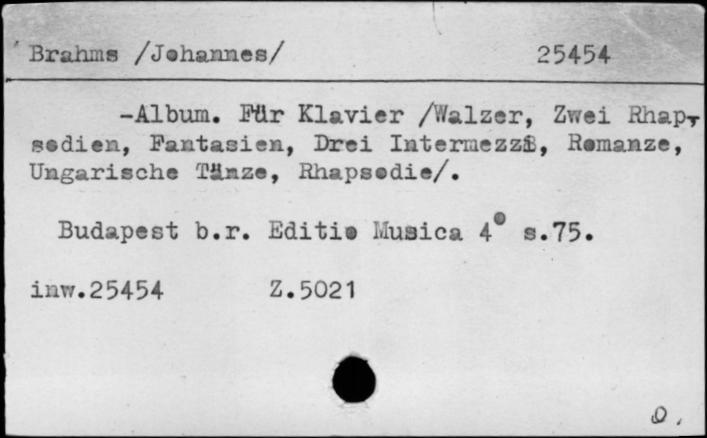 Brahms /Johannes/ 25454
-Album. Für Klavier /Walzer, Zwei Rhap-
sodien, Fantasien, Drei Intermezzi, Romanze,
Ungarische Tänze, Rhapsodie/.
Budapest b.r. Editio Musica 4° s.75.
inw.25454 Z.5021